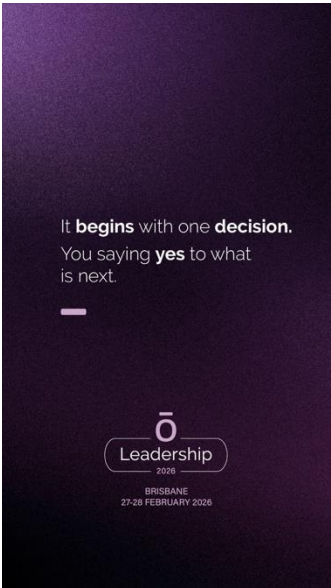 It begins with one decision.
You saying yes to what
is next.
Ō
Leadership
2026
BRISBANE
27-28 FEBRUARY 2026